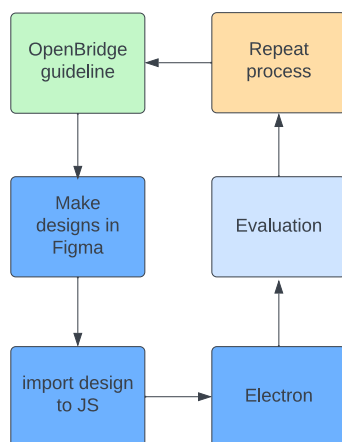 OpenBridge
guideline
Repeat
process
Make
designs in
Figma
Evaluation
import design
to JS
Electron